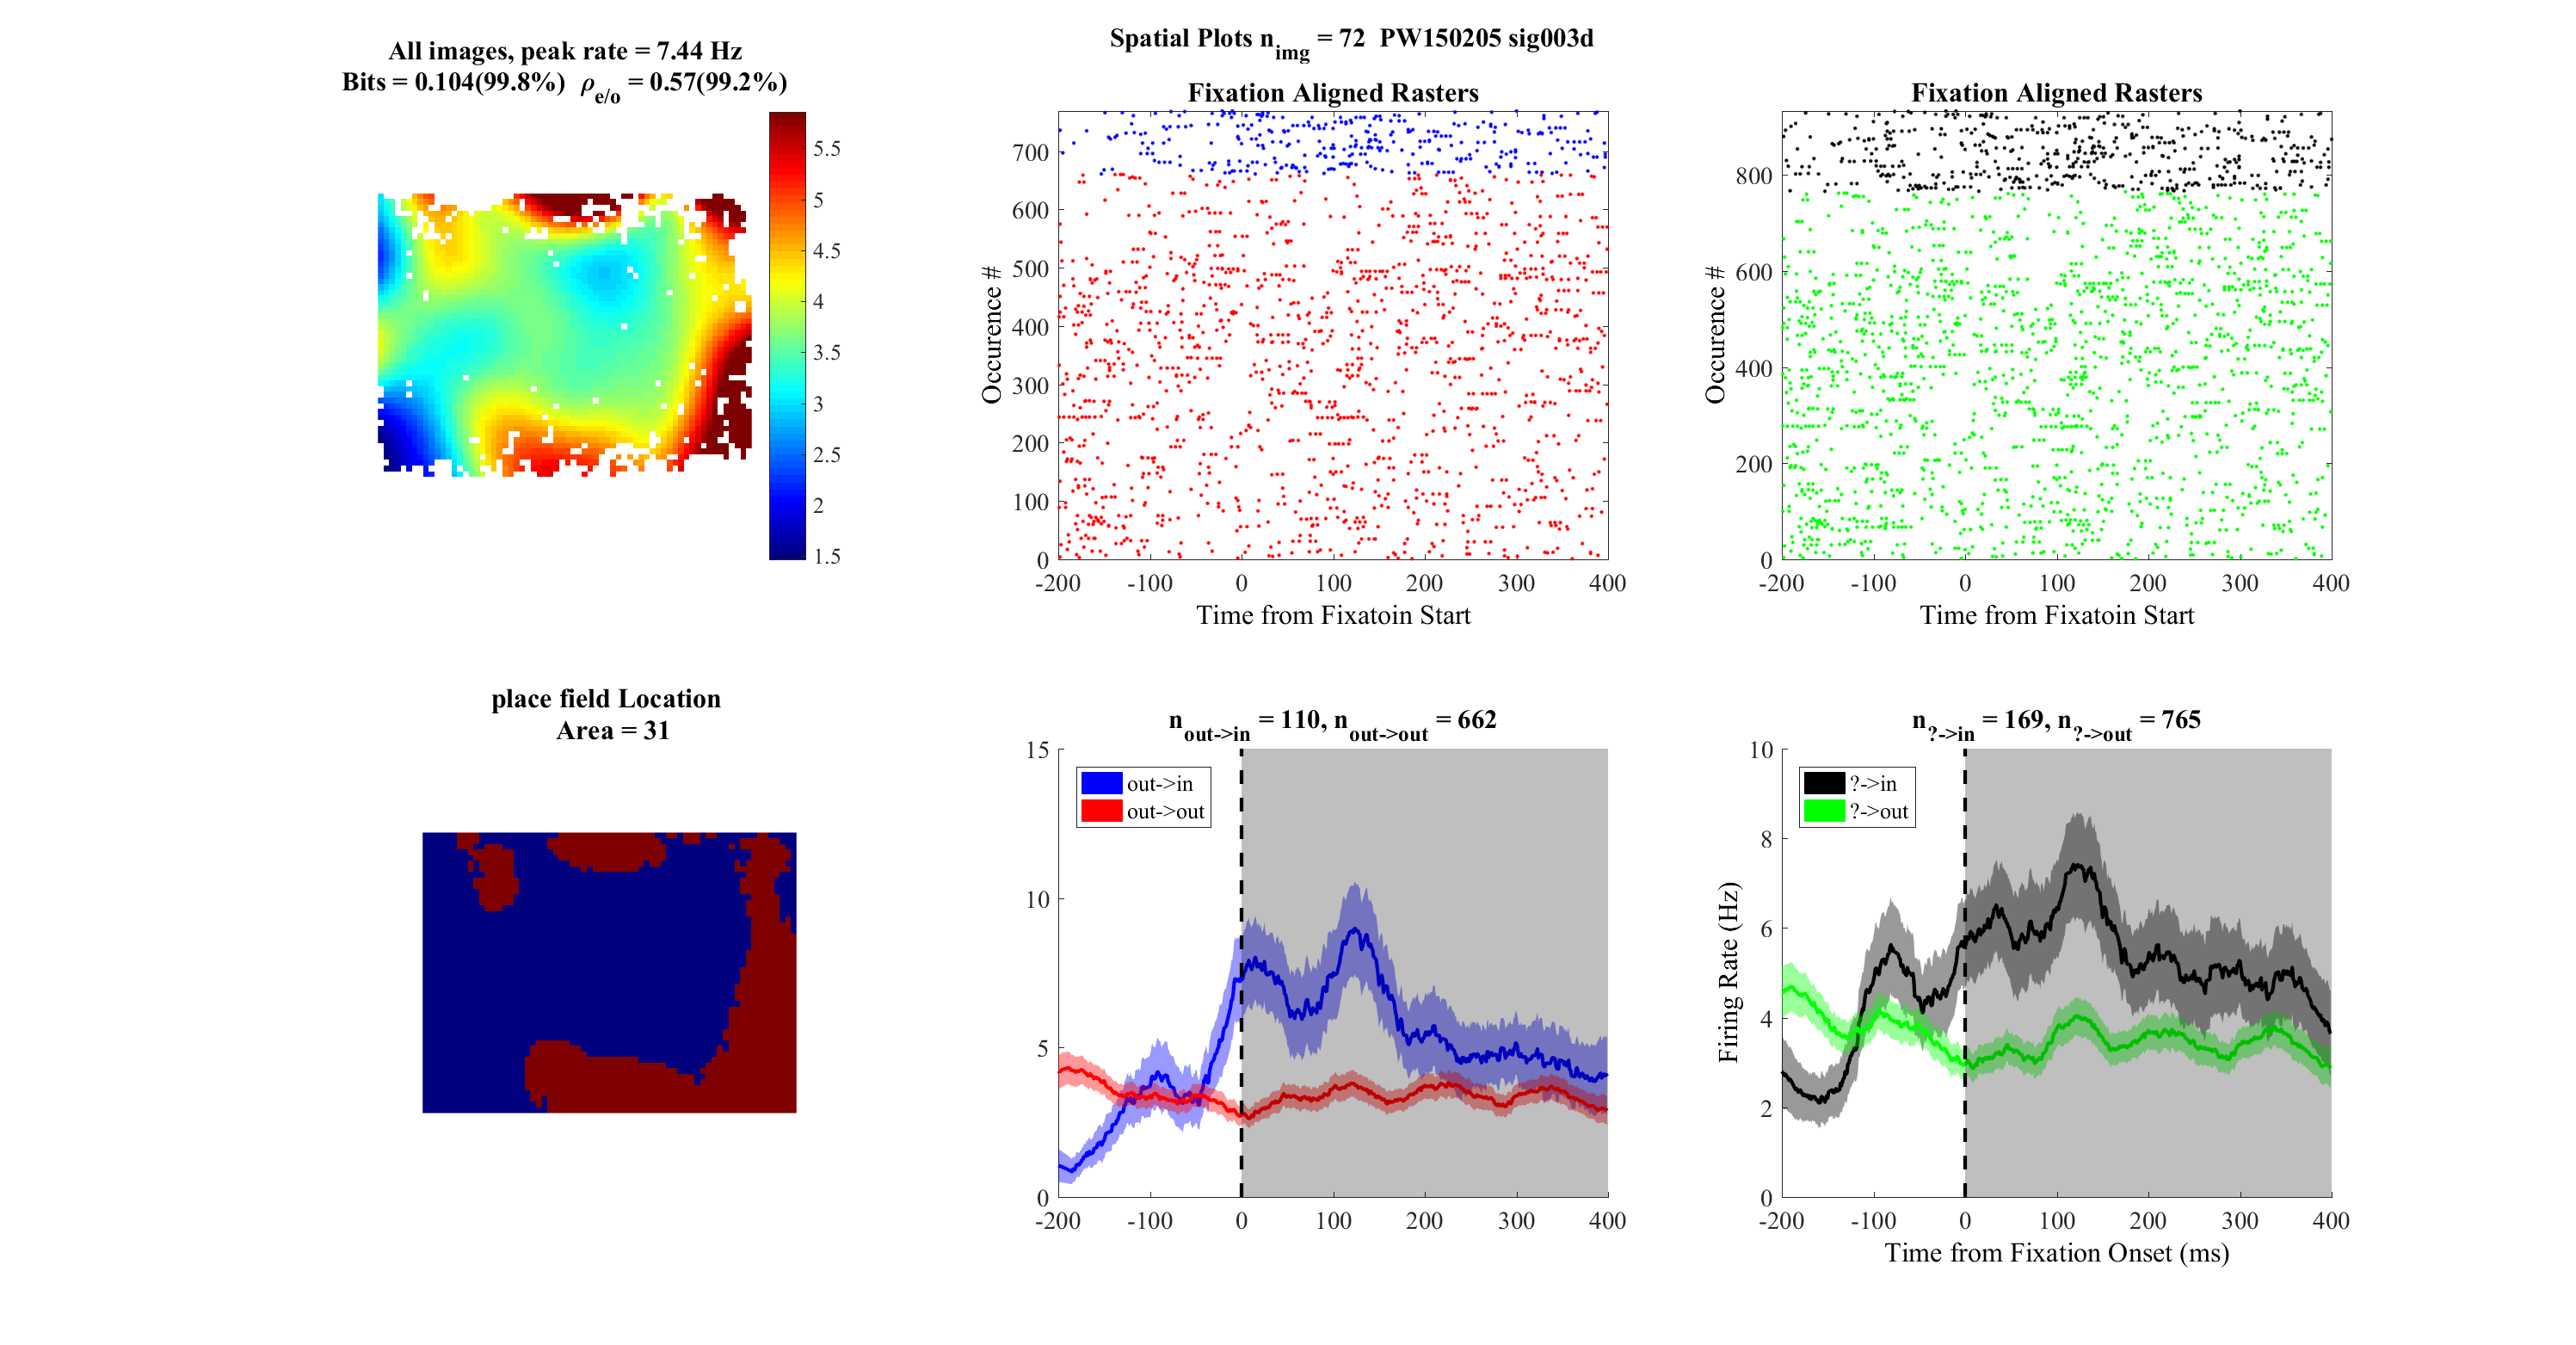 Spatial Plots n_img = 72 PW150205 sig003d
All images, peak rate = 7.44 Hz
Bits = 0.104(99.8%) ρ_e/o = 0.57(99.2%)
5.5
5
4.5
4
3.5
3
2.5
2
1.5
Fixation Aligned Rasters
Occurence #
700
600
500
400
300
200
100
0
-200 -100 0 100 200 300 400
Time from Fixatoin Start
Fixation Aligned Rasters
Occurence #
800
600
400
200
0
-200 -100 0 100 200 300 400
Time from Fixatoin Start
place field Location
Area = 31
n_out->in = 110, n_out->out = 662
15
10
5
0
out->in
out->out
-200 -100 0 100 200 300 400
n_?->in = 169, n_?->out = 765
Firing Rate (Hz)
10
8
6
4
2
0
?->in
?->out
-200 -100 0 100 200 300 400
Time from Fixation Onset (ms)